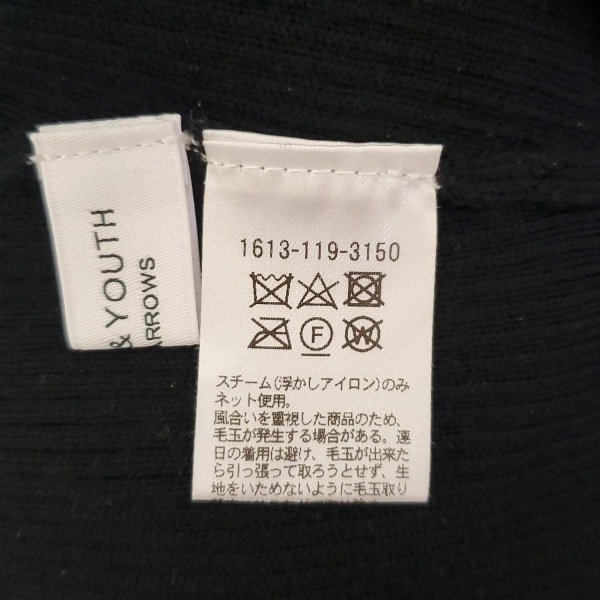 & YOUTH
ARROWS
1613-119-3150
F
W
スチーム(浮かしアイロン)のみ
ネット使用。
風合いを重視した商品のため、
毛玉が発生する場合がある。連
日の着用は避け、毛玉が出来た
ら引っ張って取ろうとせず、生
地をいためないように毛玉取り